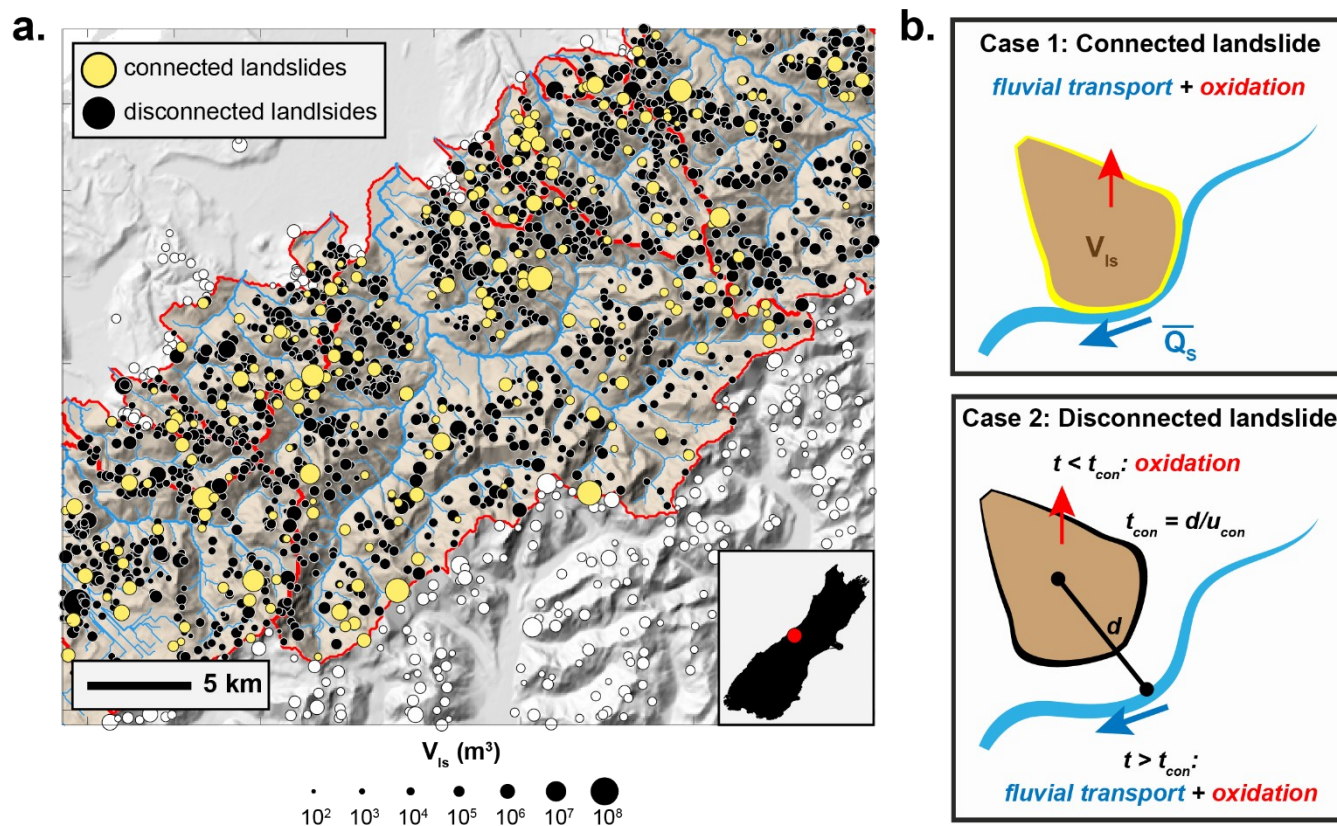 a.
connected landslides
disconnected landlsides
5 km
V_ls (m³)
10² 10³ 10⁴ 10⁵ 10⁶ 10⁷ 10⁸
b.
Case 1: Connected landslide
fluvial transport + oxidation
V_ls
Q̅_S
Case 2: Disconnected landslide
t < t_con: oxidation
t_con = d/u_con
d
t > t_con:
fluvial transport + oxidation